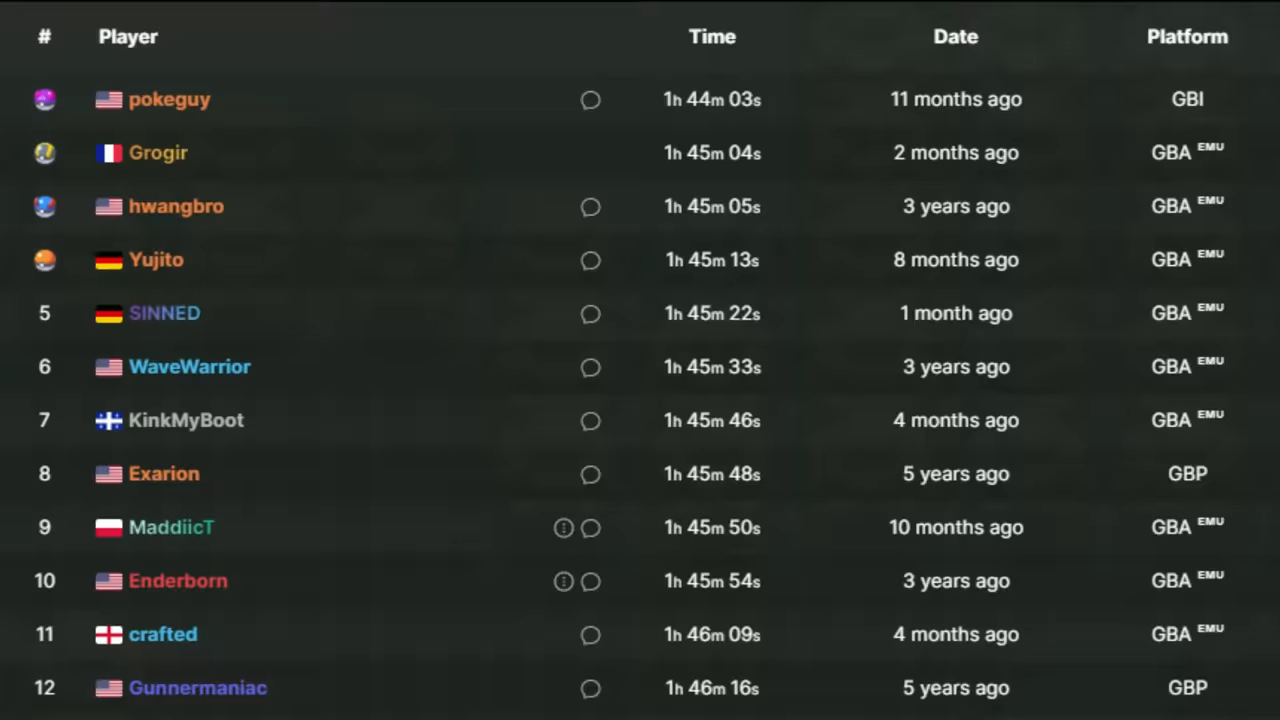 # Player Time Date Platform
pokeguy 1h 44m 03s 11 months ago GBI
Grogir 1h 45m 04s 2 months ago GBA EMU
hwangbro 1h 45m 05s 3 years ago GBA EMU
Yujito 1h 45m 13s 8 months ago GBA EMU
5 SINNED 1h 45m 22s 1 month ago GBA EMU
6 WaveWarrior 1h 45m 33s 3 years ago GBA EMU
7 KinkMyBoot 1h 45m 46s 4 months ago GBA EMU
8 Exarion 1h 45m 48s 5 years ago GBP
9 MaddiicT 1h 45m 50s 10 months ago GBA EMU
10 Enderborn 1h 45m 54s 3 years ago GBA EMU
11 crafted 1h 46m 09s 4 months ago GBA EMU
12 Gunnermaniac 1h 46m 16s 5 years ago GBP